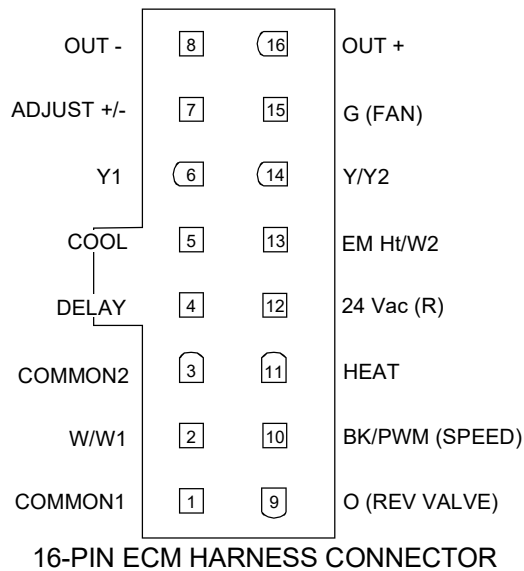 OUT - 8 16 OUT +
ADJUST +/- 7 15 G (FAN)
Y1 6 14 Y/Y2
COOL 5 13 EM Ht/W2
DELAY 4 12 24 Vac (R)
COMMON2 3 11 HEAT
W/W1 2 10 BK/PWM (SPEED)
COMMON1 1 9 O (REV VALVE)
16-PIN ECM HARNESS CONNECTOR